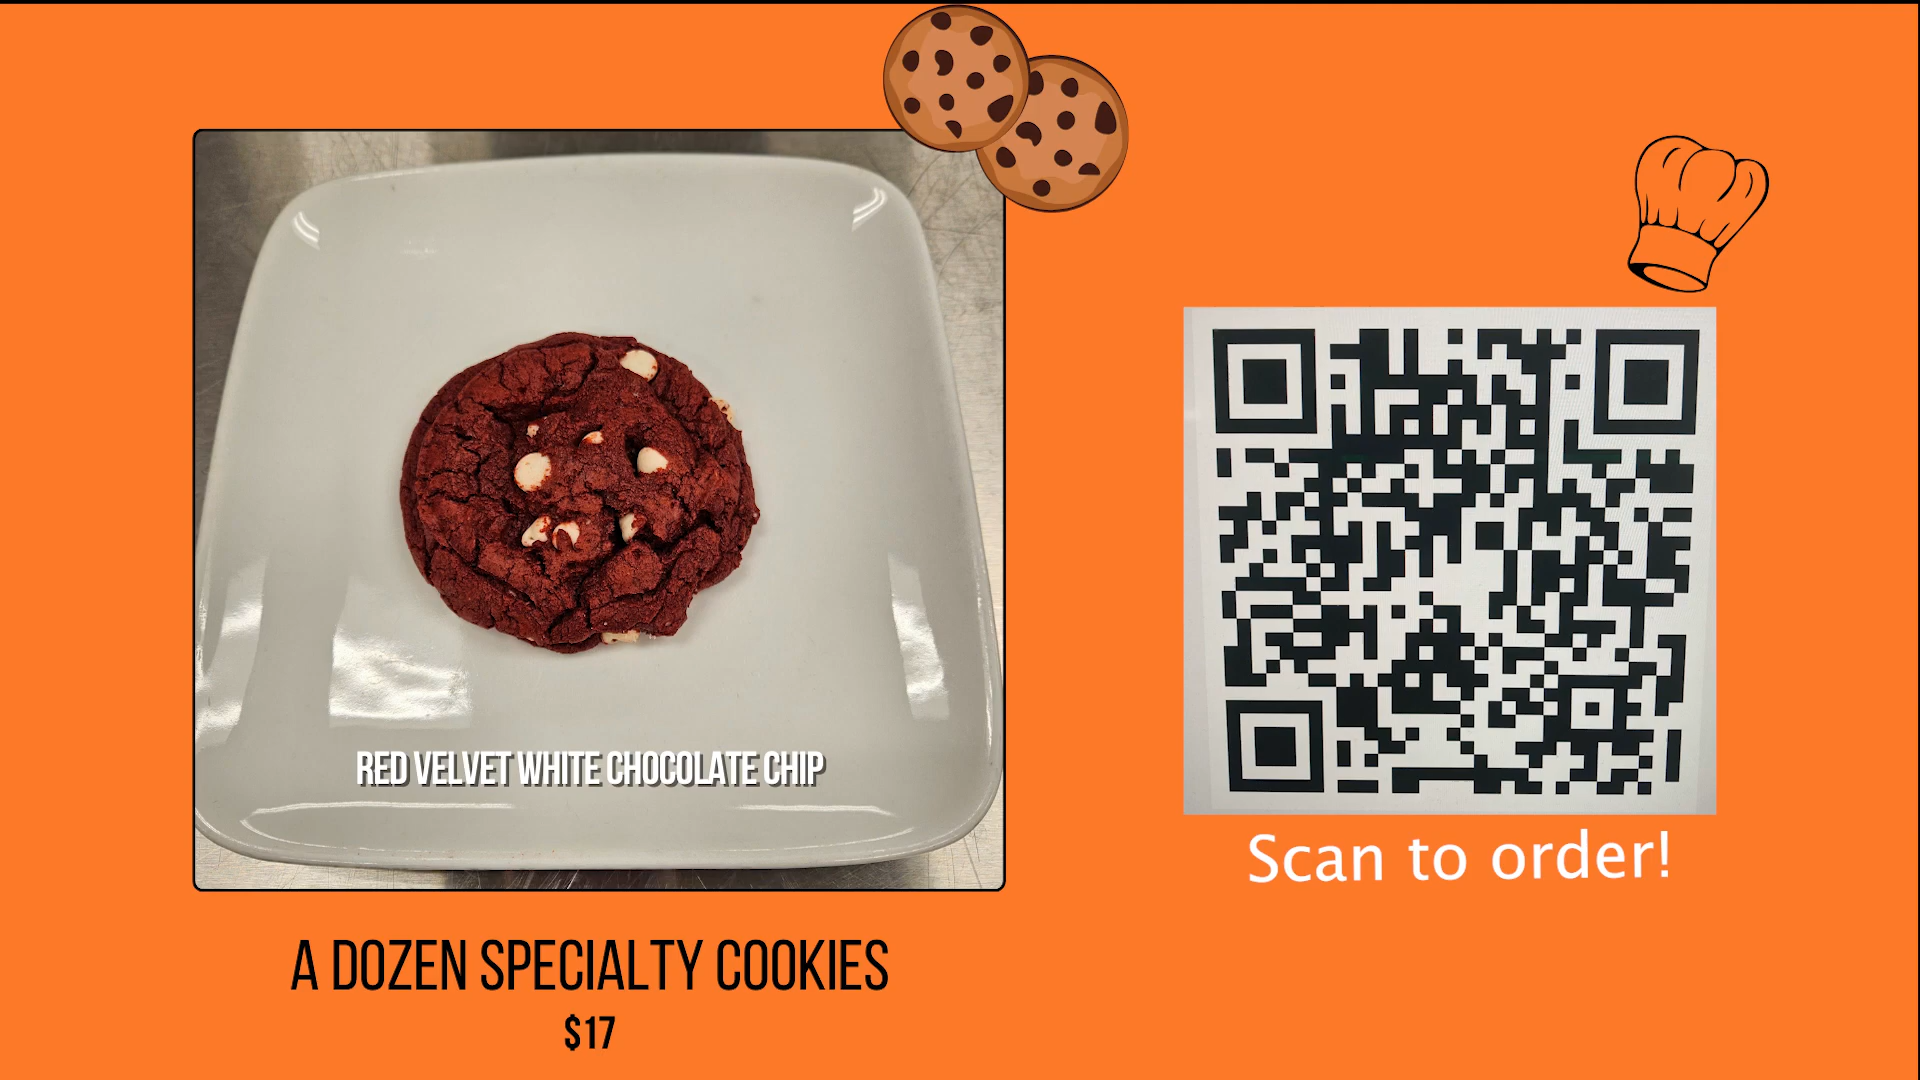 RED VELVET WHITE CHOCOLATE CHIP
Scan to order!
A DOZEN SPECIALTY COOKIES
$17